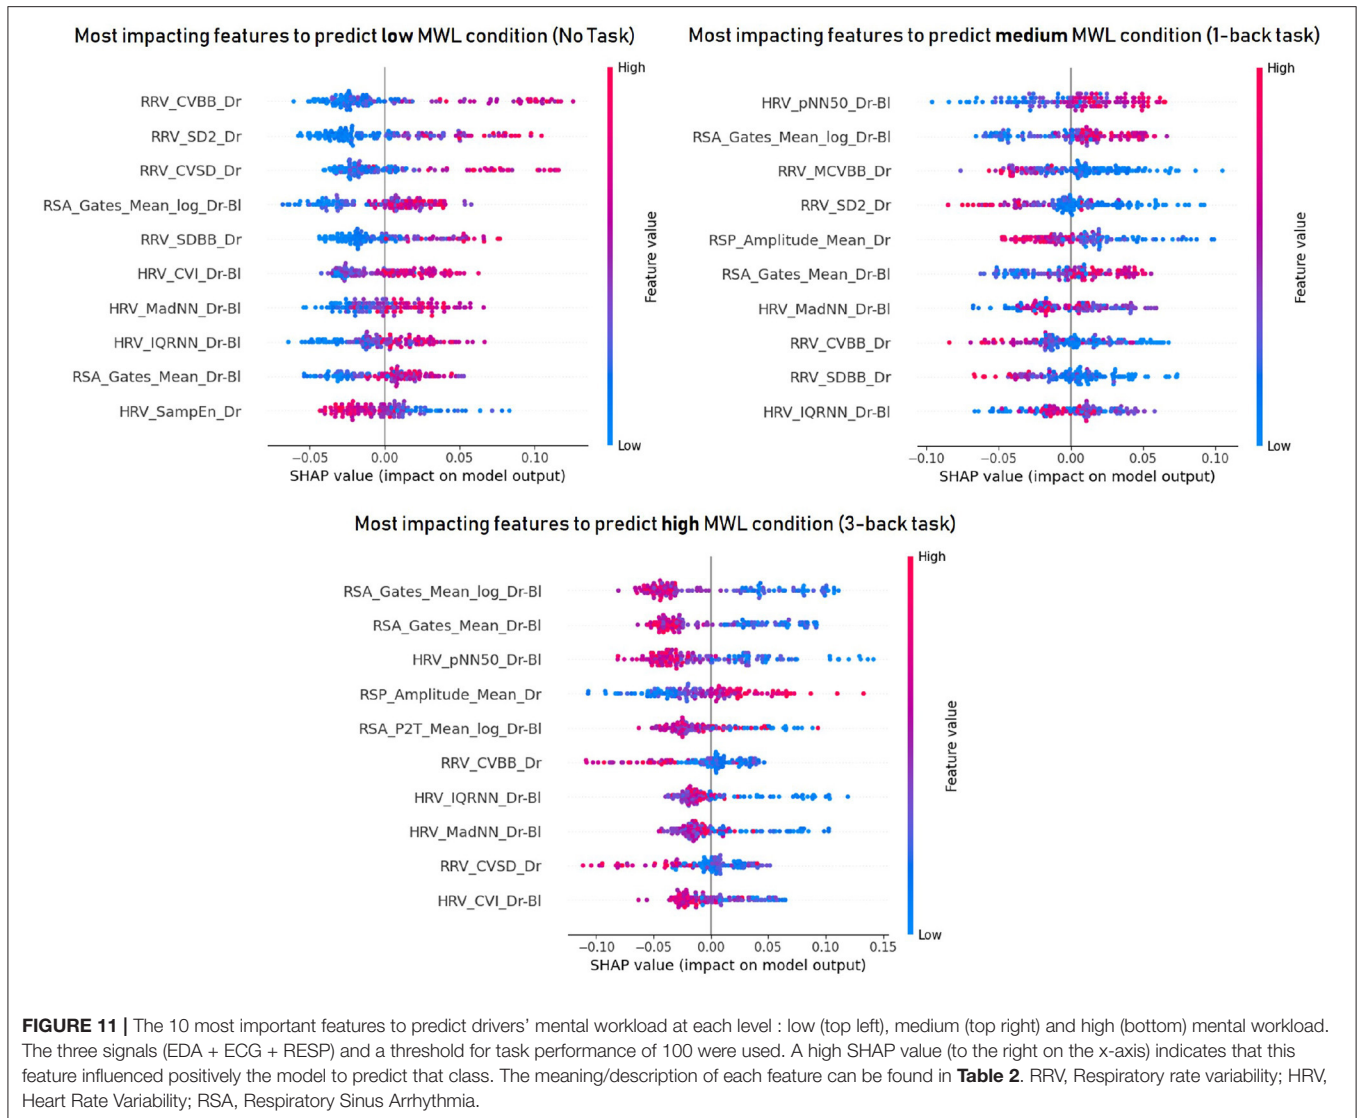 Most impacting features to predict low MWL condition (No Task)
RRV_CVBB_Dr
RRV_SD2_Dr
RRV_CVSD_Dr
RSA_Gates_Mean_log_Dr-Bl
RRV_SDBB_Dr
HRV_CVI_Dr-Bl
HRV_MadNN_Dr-Bl
HRV_IQRNN_Dr-Bl
RSA_Gates_Mean_Dr-Bl
HRV_SampEn_Dr
−0.05 0.00 0.05 0.10
SHAP value (impact on model output)
High
Feature value
Low
Most impacting features to predict medium MWL condition (1-back task)
HRV_pNN50_Dr-Bl
RSA_Gates_Mean_log_Dr-Bl
RRV_MCVBB_Dr
RRV_SD2_Dr
RSP_Amplitude_Mean_Dr
RSA_Gates_Mean_Dr-Bl
HRV_MadNN_Dr-Bl
RRV_CVBB_Dr
RRV_SDBB_Dr
HRV_IQRNN_Dr-Bl
−0.10 −0.05 0.00 0.05 0.10
SHAP value (impact on model output)
High
Feature value
Low
Most impacting features to predict high MWL condition (3-back task)
RSA_Gates_Mean_log_Dr-Bl
RSA_Gates_Mean_Dr-Bl
HRV_pNN50_Dr-Bl
RSP_Amplitude_Mean_Dr
RSA_P2T_Mean_log_Dr-Bl
RRV_CVBB_Dr
HRV_IQRNN_Dr-Bl
HRV_MadNN_Dr-Bl
RRV_CVSD_Dr
HRV_CVI_Dr-Bl
−0.10 −0.05 0.00 0.05 0.10 0.15
SHAP value (impact on model output)
High
Feature value
Low
FIGURE 11 | The 10 most important features to predict drivers' mental workload at each level : low (top left), medium (top right) and high (bottom) mental workload.
The three signals (EDA + ECG + RESP) and a threshold for task performance of 100 were used. A high SHAP value (to the right on the x-axis) indicates that this
feature influenced positively the model to predict that class. The meaning/description of each feature can be found in Table 2. RRV, Respiratory rate variability; HRV,
Heart Rate Variability; RSA, Respiratory Sinus Arrhythmia.